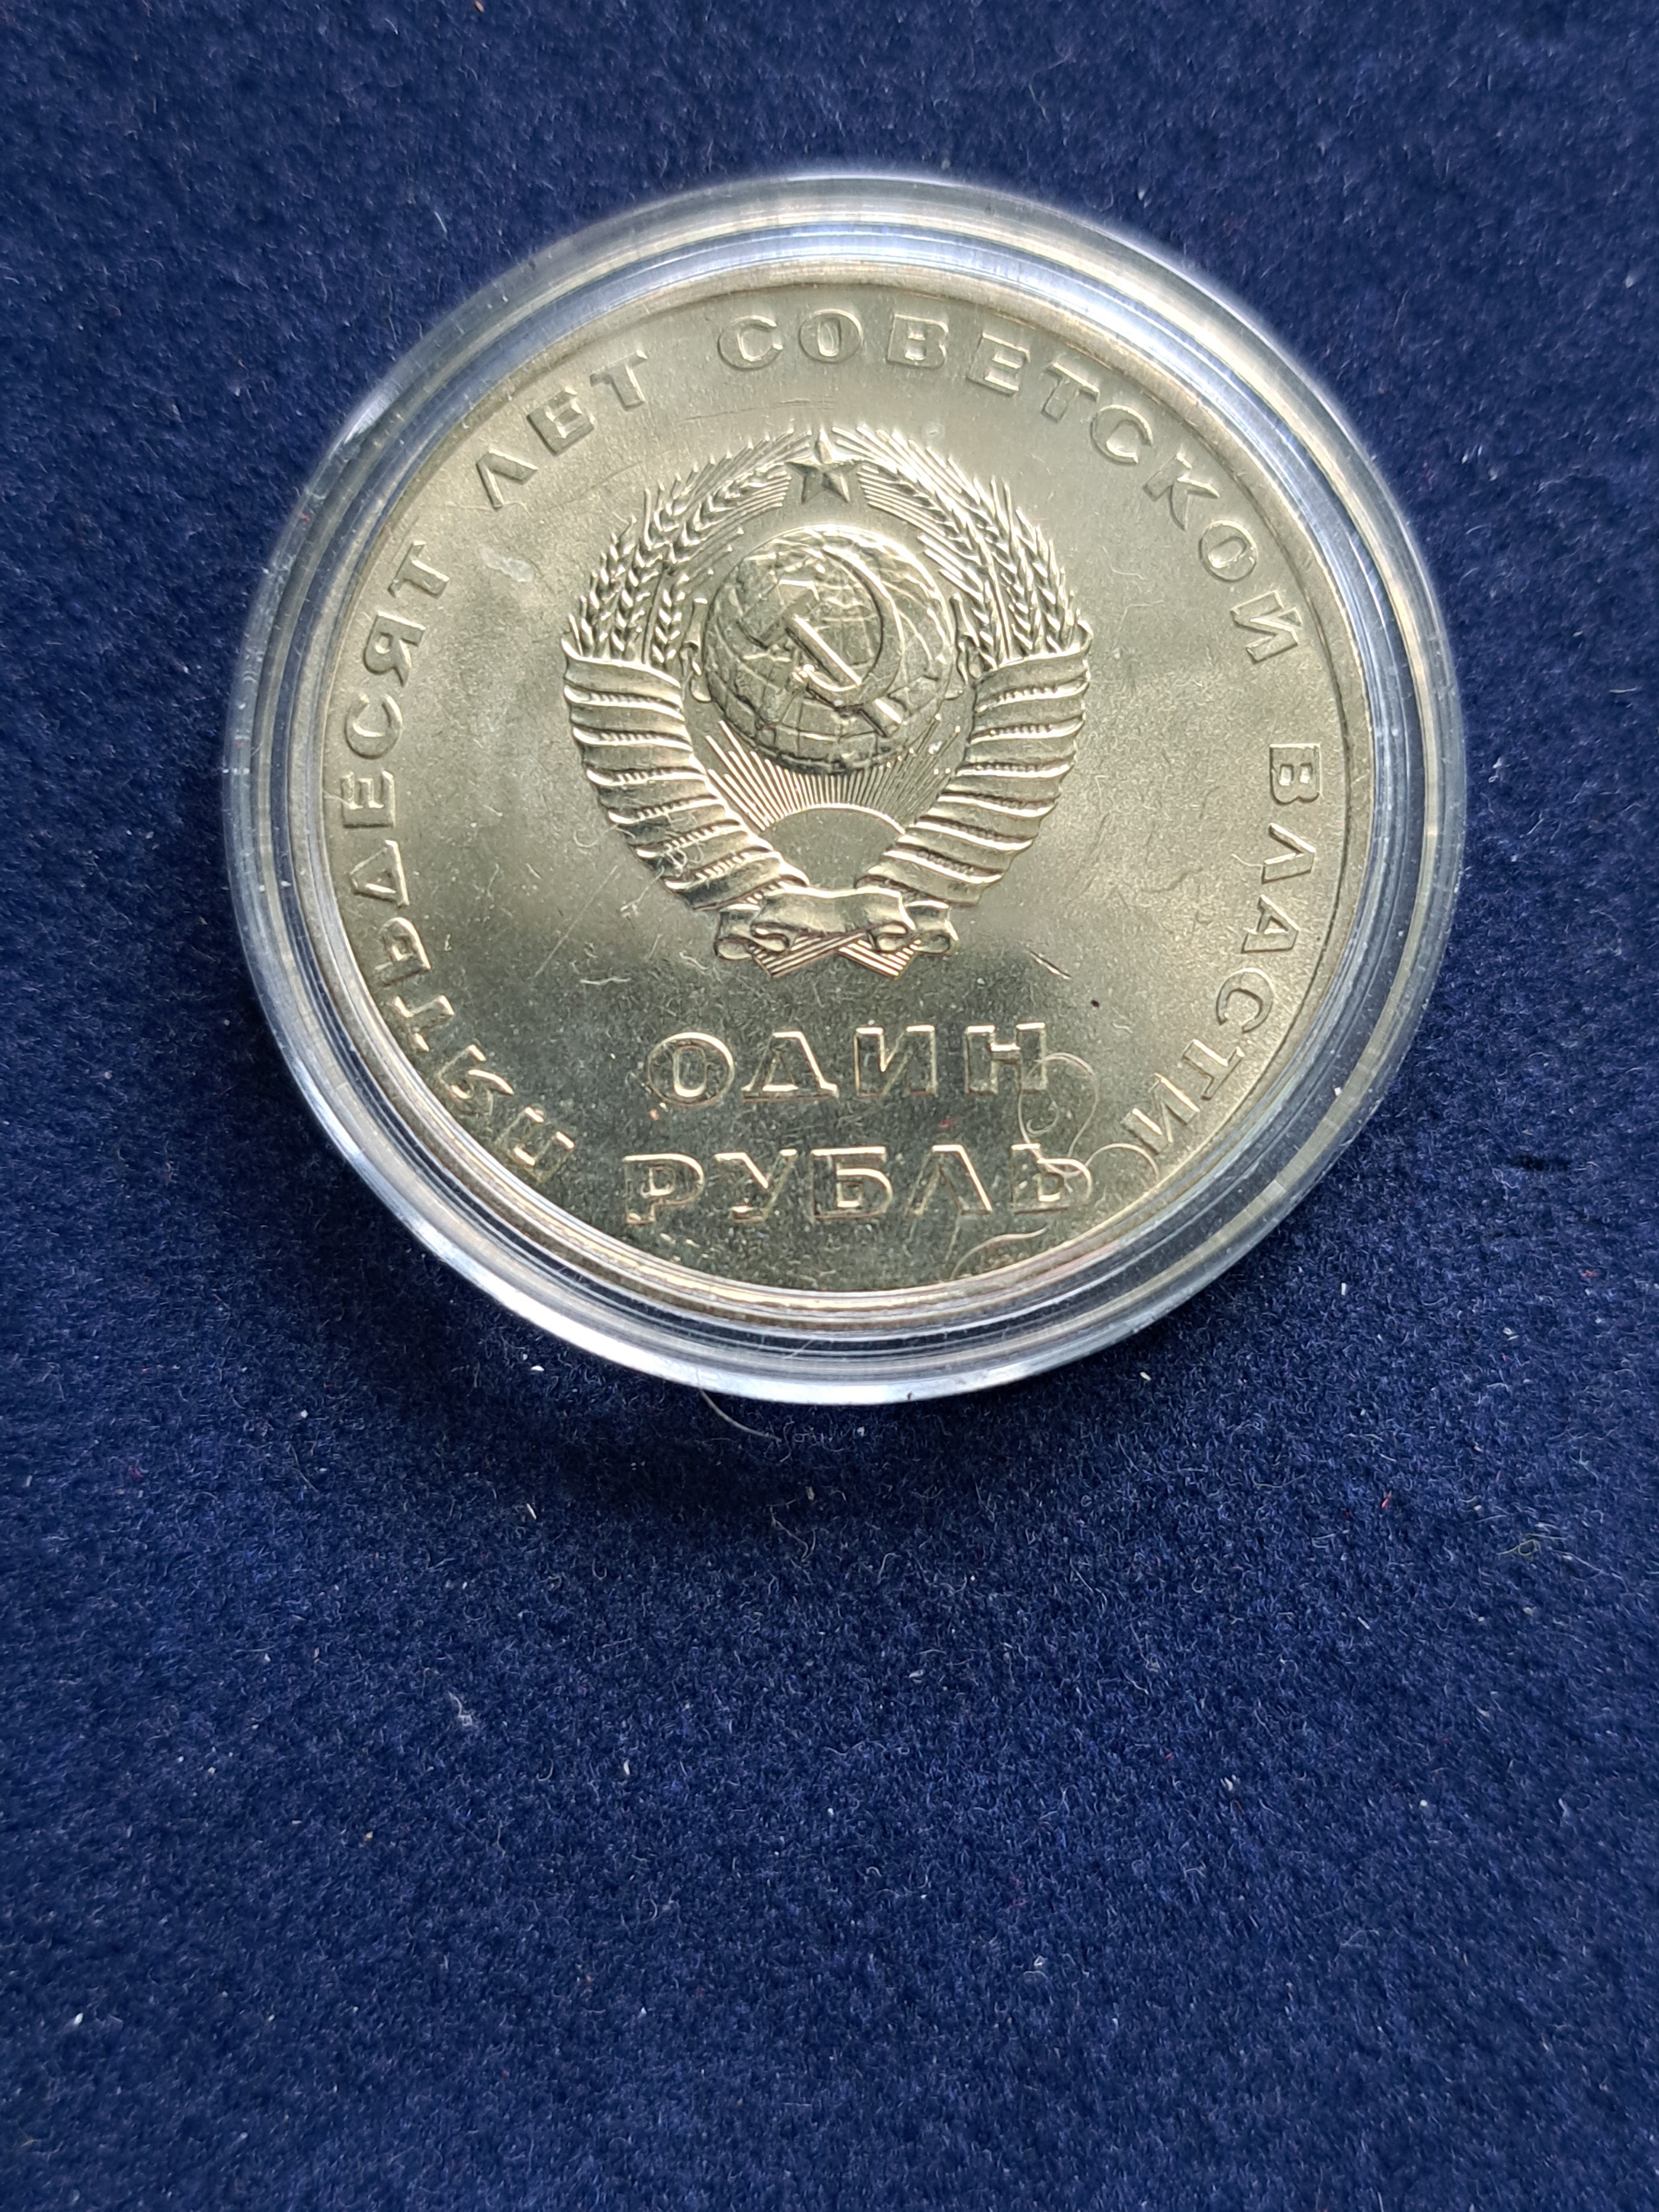 ПЯТЬДЕСЯТ ЛЕТ СОВЕТСКОЙ ВЛАСТИ
ОДИН
РУБЛЬ